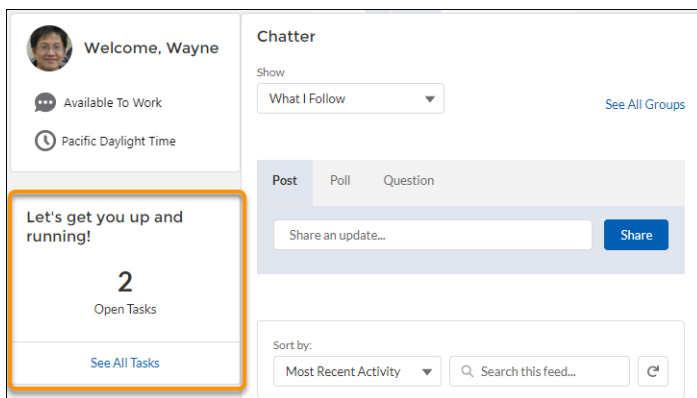 Welcome, Wayne
Available To Work
Pacific Daylight Time
Let's get you up and
running!
2
Open Tasks
See All Tasks
Chatter
Show
What I Follow
See All Groups
Post Poll Question
Share an update...
Share
Sort by:
Most Recent Activity
Search this feed...